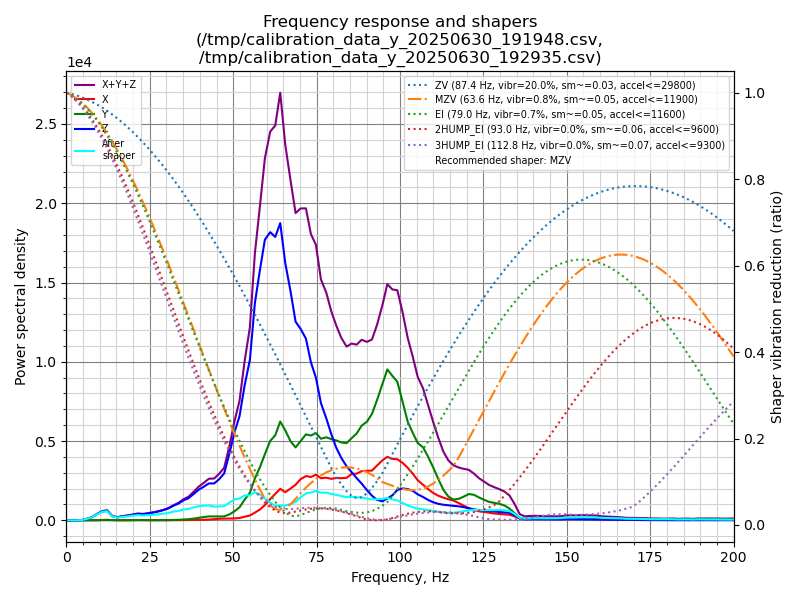 Frequency response and shapers
(/tmp/calibration_data_y_20250630_191948.csv,
/tmp/calibration_data_y_20250630_192935.csv)
1e4
X+Y+Z
X
Y
Z
After
shaper
ZV (87.4 Hz, vibr=20.0%, sm~=0.03, accel<=29800)
MZV (63.6 Hz, vibr=0.8%, sm~=0.05, accel<=11900)
EI (79.0 Hz, vibr=0.7%, sm~=0.05, accel<=11600)
2HUMP_EI (93.0 Hz, vibr=0.0%, sm~=0.06, accel<=9600)
3HUMP_EI (112.8 Hz, vibr=0.0%, sm~=0.07, accel<=9300)
Recommended shaper: MZV
Power spectral density
2.5
2.0
1.5
1.0
0.5
0.0
1.0
0.8
0.6
0.4
0.2
0.0
Shaper vibration reduction (ratio)
0 25 50 75 100 125 150 175 200
Frequency, Hz